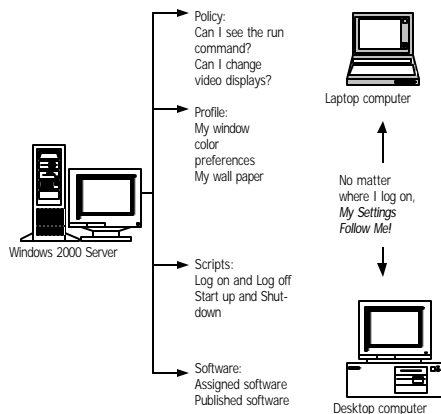 Policy:
Can I see the run
command?
Can I change
video displays?
Profile:
My window
color
preferences
My wall paper
Windows 2000 Server
Scripts:
Log on and Log off
Start up and Shut-
down
Software:
Assigned software
Published software
Laptop computer
No matter
where I log on,
My Settings
Follow Me!
Desktop computer